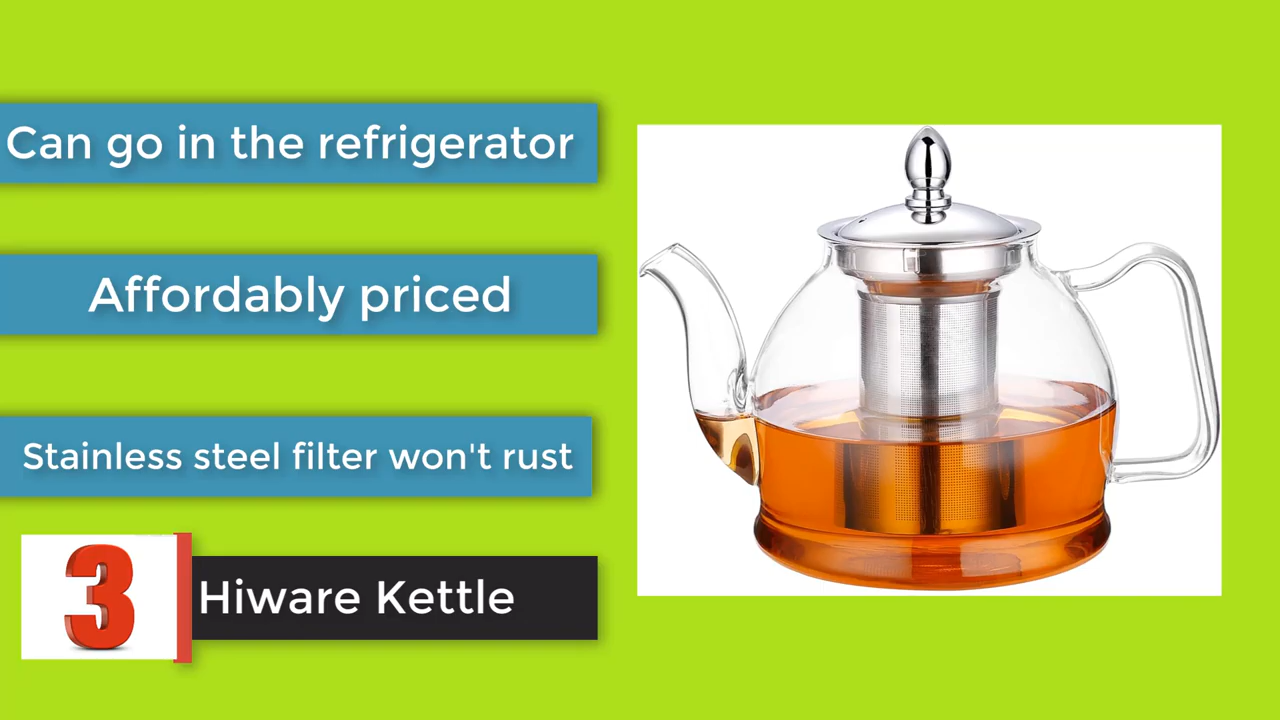 Can go in the refrigerator
Affordably priced
Stainless steel filter won't rust
3 Hiware Kettle